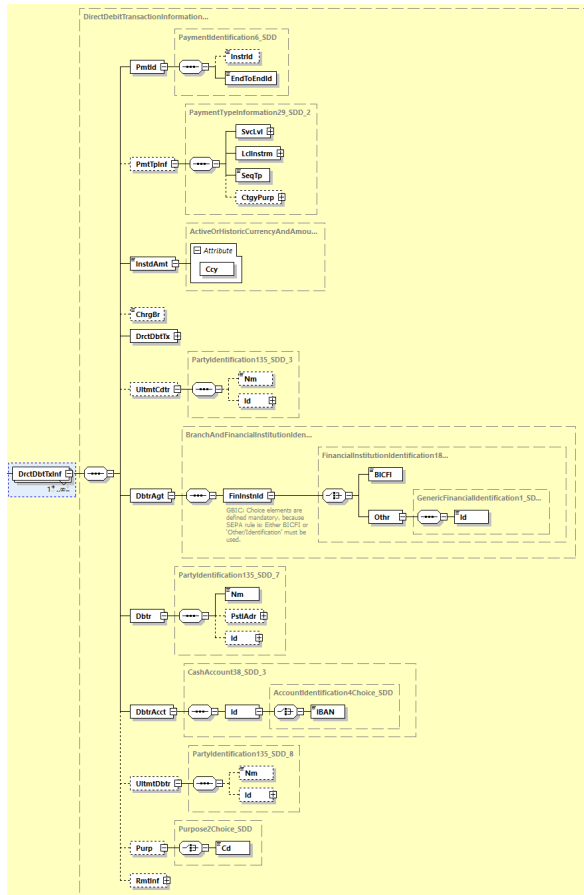 DirectDebitTransactionInformation...
PaymentIdentification6_SDD
InstrId
PmtId
EndToEndId
PaymentTypeInformation29_SDD_2
SvcLvl
LclInstrm
PmtTpInf
SeqTp
CtgyPurp
ActiveOrHistoricCurrencyAndAmou...
Attribute
InstdAmt
Ccy
ChrgBr
DrctDbtTx
PartyIdentification135_SDD_3
Nm
UltmtCdtr
Id
BranchAndFinancialInstitutionIden...
FinancialInstitutionIdentification18...
BICFI
DrctDbtTxInf
1..∞
GenericFinancialIdentification1_SD...
DbtrAgt
FinInstnId
Othr
Id
GBIC: Choice elements are
defined mandatory, because
SEPA rule is: Either BICFI or
'Other/Identification' must be
used.
PartyIdentification135_SDD_7
Nm
Dbtr
PstlAdr
Id
CashAccount38_SDD_3
AccountIdentification4Choice_SDD
DbtrAcct
Id
IBAN
PartyIdentification135_SDD_8
Nm
UltmtDbtr
Id
Purpose2Choice_SDD
Purp
Cd
RmtInf